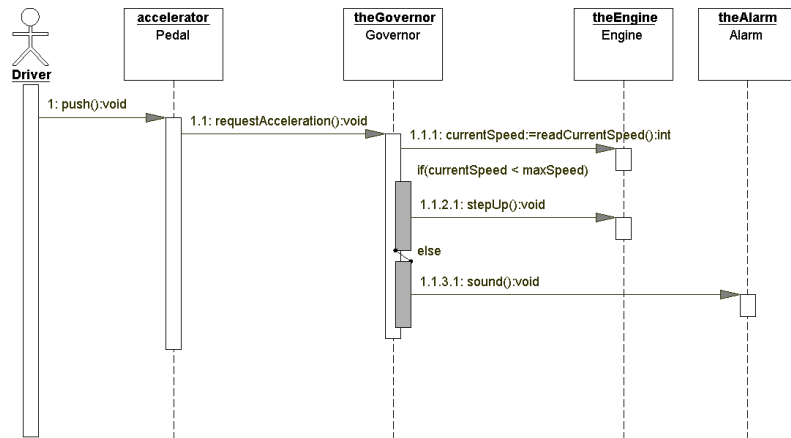 accelerator
Pedal
theGovernor
Governor
theEngine
Engine
theAlarm
Alarm
Driver
1: push():void
1.1: requestAcceleration():void
1.1.1: currentSpeed:=readCurrentSpeed():int
if(currentSpeed < maxSpeed)
1.1.2.1: stepUp():void
else
1.1.3.1: sound():void